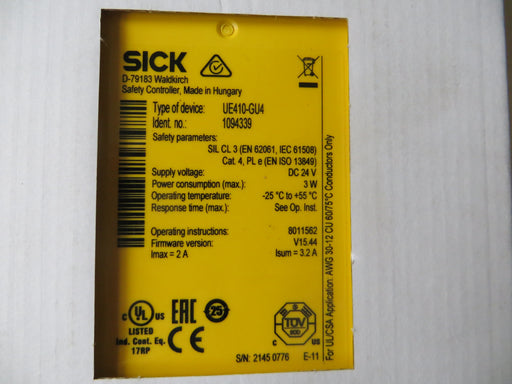 SICK
D-79183 Waldkirch
Safety Controller, Made in Hungary
Type of device: UE410-GU4
Ident. no.: 1094339
Safety parameters:
SIL CL 3 (EN 62061, IEC 61508)
Cat. 4, PL e (EN ISO 13849)
Supply voltage: DC 24 V
Power consumption (max.): 3 W
Operating temperature: -25 °C to +55 °C
Response time (max.): See Op. Inst.
Operating instructions: 8011562
Firmware version: V15.44
Imax = 2 A Isum = 3.2 A
For UL/CSA Application: AWG 30-12 CU 60/75°C Conductors Only
C UL US
LISTED
Ind. Cont. Eq.
17RP
EAC
25
CE
TÜV
C US
S/N: 2145 0776 E-11